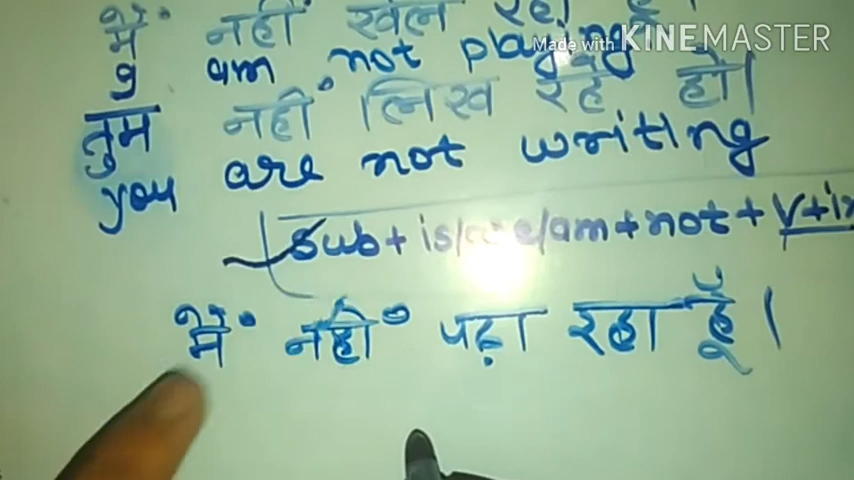 मैं नहीं खेल रहा हूँ
I am not playing
Made with KINEMASTER
तुम नहीं लिख रहे हो।
you are not writing
Sub + is/are/am + not + V + in
मैं नहीं पढ़ा रहा हूँ।